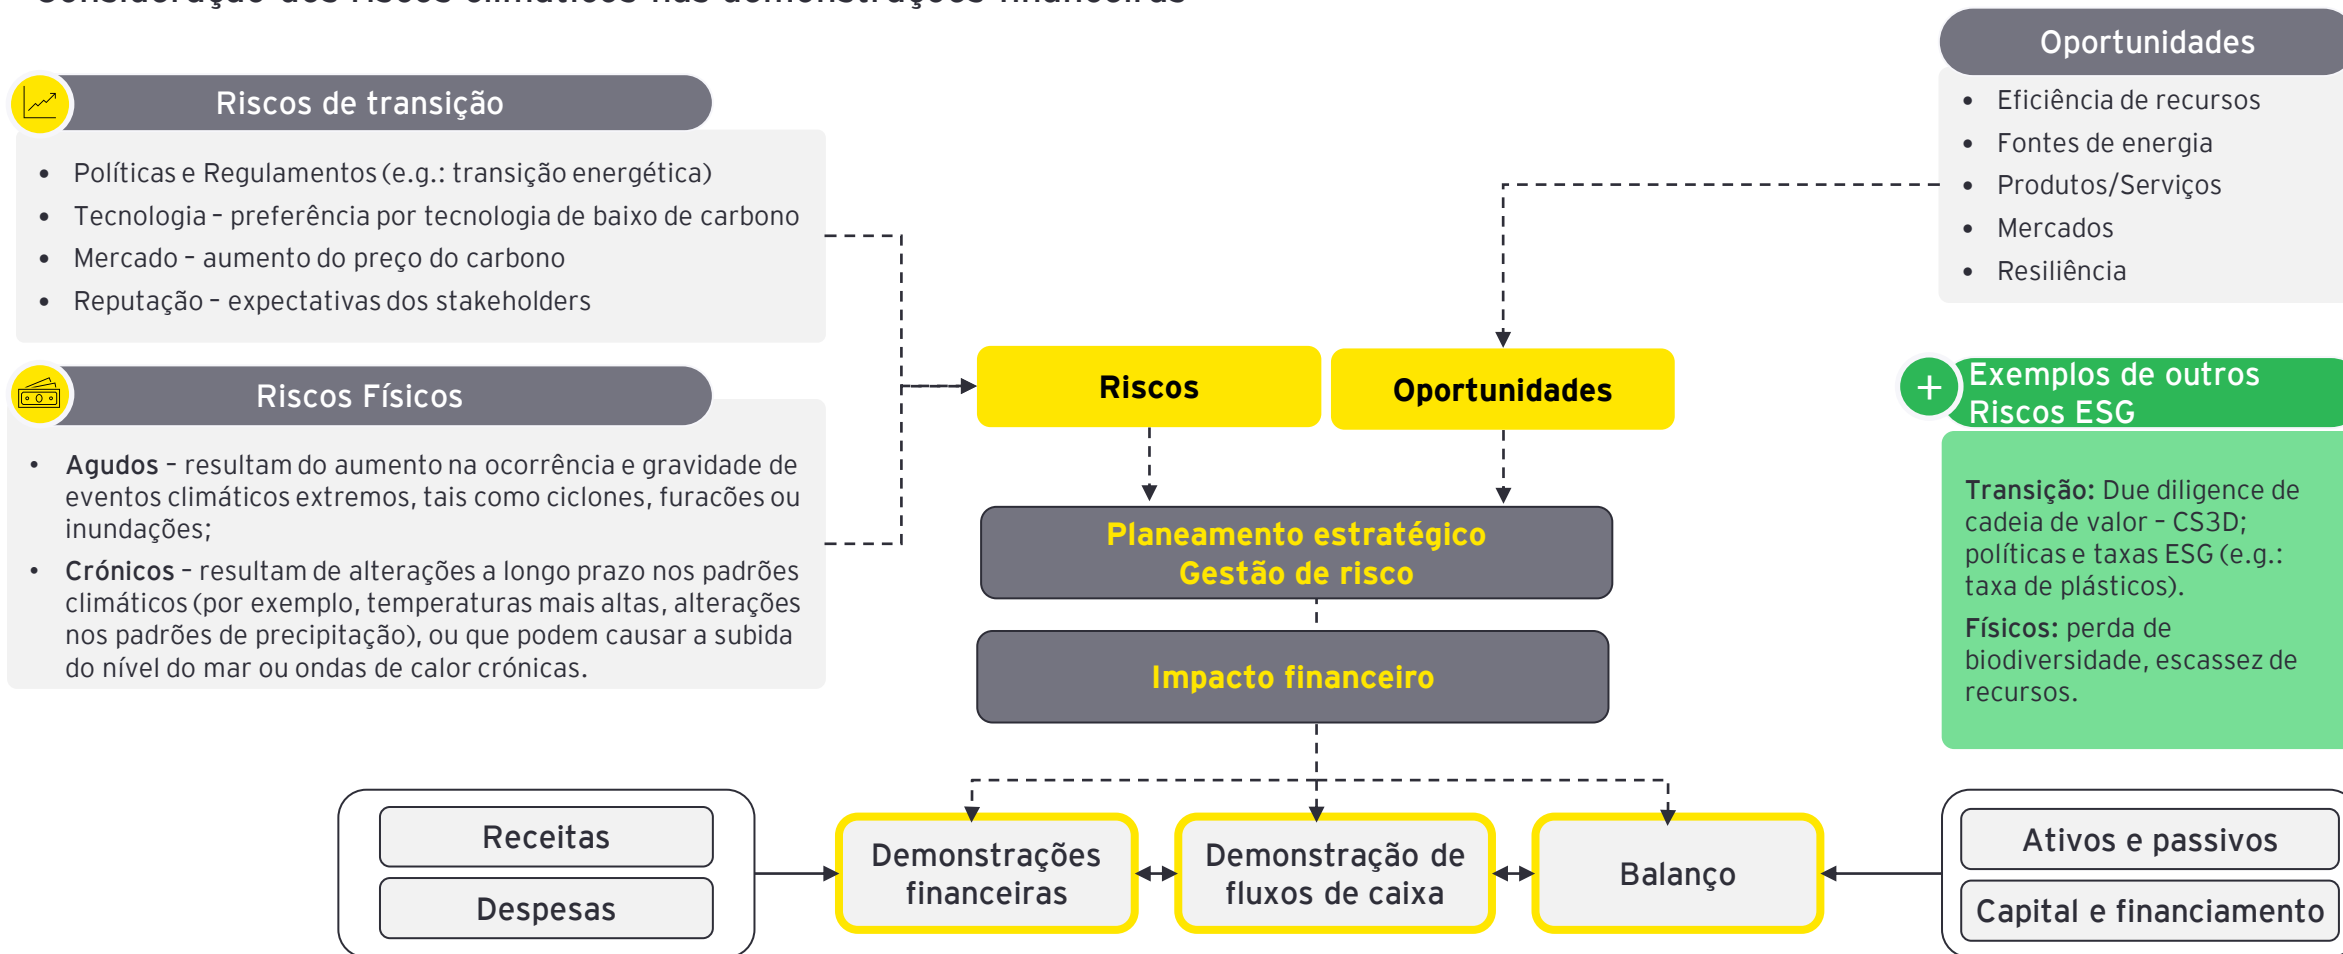 Consideração dos riscos climáticos nas demonstrações financeiras
Riscos de transição
• Políticas e Regulamentos (e.g.: transição energética)
• Tecnologia – preferência por tecnologia de baixo de carbono
• Mercado – aumento do preço do carbono
• Reputação – expectativas dos stakeholders
Riscos Físicos
• Agudos – resultam do aumento na ocorrência e gravidade de
eventos climáticos extremos, tais como ciclones, furacões ou
inundações;
• Crónicos – resultam de alterações a longo prazo nos padrões
climáticos (por exemplo, temperaturas mais altas, alterações
nos padrões de precipitação), ou que podem causar a subida
do nível do mar ou ondas de calor crónicas.
Oportunidades
• Eficiência de recursos
• Fontes de energia
• Produtos/Serviços
• Mercados
• Resiliência
Riscos
Oportunidades
Planeamento estratégico
Gestão de risco
Impacto financeiro
+
Exemplos de outros
Riscos ESG
Transição: Due diligence de
cadeia de valor – CS3D;
políticas e taxas ESG (e.g.:
taxa de plásticos).
Físicos: perda de
biodiversidade, escassez de
recursos.
Receitas
Despesas
Demonstrações
financeiras
Demonstração de
fluxos de caixa
Balanço
Ativos e passivos
Capital e financiamento